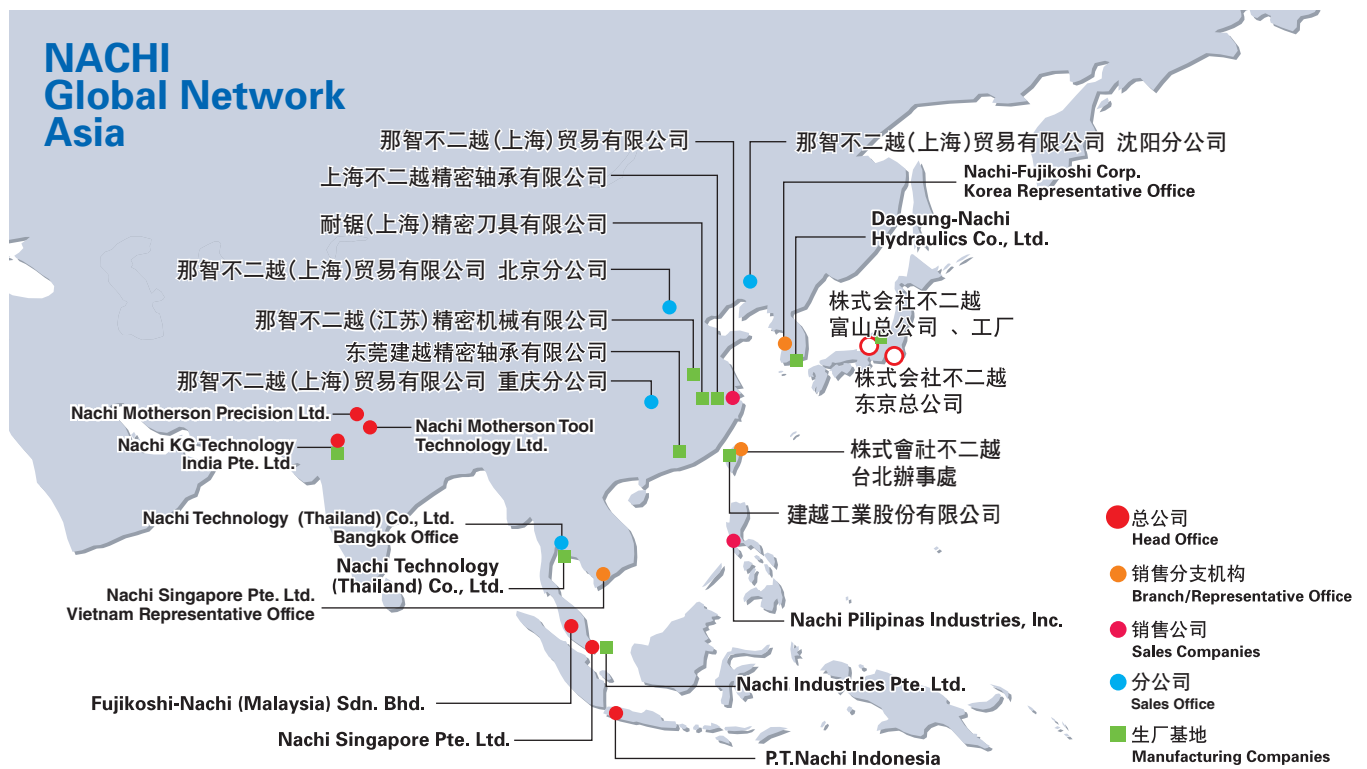 NACHI
Global Network
Asia
那智不二越(上海)贸易有限公司
那智不二越(上海)贸易有限公司 沈阳分公司
上海不二越精密轴承有限公司
Nachi-Fujikoshi Corp.
Korea Representative Office
耐锯(上海)精密刀具有限公司
Daesung-Nachi
Hydraulics Co., Ltd.
那智不二越(上海)贸易有限公司 北京分公司
株式会社不二越
富山总公司 、工厂
那智不二越(江苏)精密机械有限公司
东莞建越精密轴承有限公司
那智不二越(上海)贸易有限公司 重庆分公司
株式会社不二越
东京总公司
Nachi Motherson Precision Ltd.
Nachi Motherson Tool
Technology Ltd.
Nachi KG Technology
India Pte. Ltd.
株式會社不二越
台北辦事處
建越工業股份有限公司
Nachi Technology (Thailand) Co., Ltd.
Bangkok Office
Nachi Technology
(Thailand) Co., Ltd.
Nachi Singapore Pte. Ltd.
Vietnam Representative Office
Nachi Pilipinas Industries, Inc.
Nachi Industries Pte. Ltd.
Fujikoshi-Nachi (Malaysia) Sdn. Bhd.
Nachi Singapore Pte. Ltd.
P.T.Nachi Indonesia
总公司
Head Office
销售分支机构
Branch/Representative Office
销售公司
Sales Companies
分公司
Sales Office
生厂基地
Manufacturing Companies